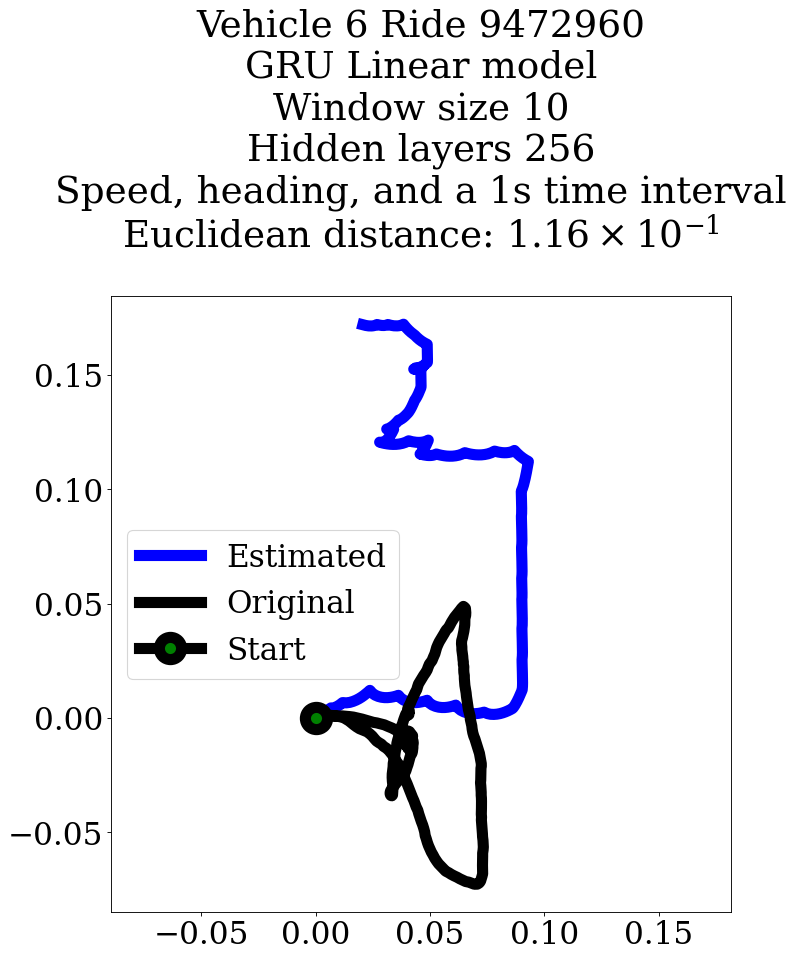 Vehicle 6 Ride 9472960
GRU Linear model
Window size 10
Hidden layers 256
Speed, heading, and a 1s time interval
Euclidean distance: 1.16 × 10⁻¹
0.15
0.10
0.05
0.00
−0.05
Estimated
Original
Start
−0.05 0.00 0.05 0.10 0.15